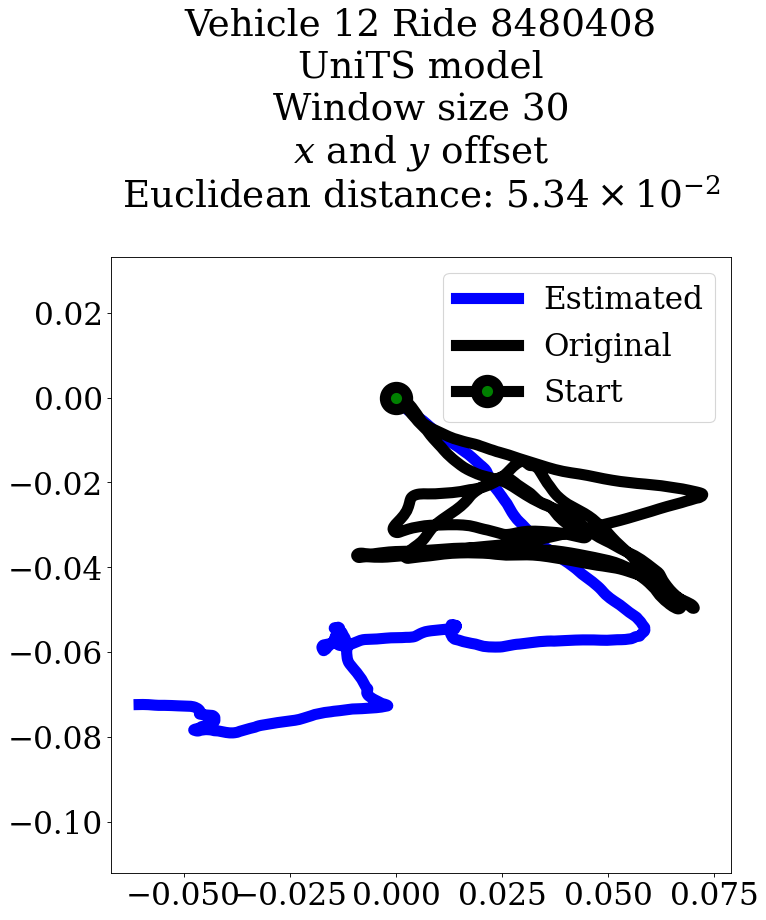 Vehicle 12 Ride 8480408
UniTS model
Window size 30
x and y offset
Euclidean distance: 5.34 × 10⁻²
Estimated
Original
Start
0.02
0.00
−0.02
−0.04
−0.06
−0.08
−0.10
−0.050 −0.025 0.000 0.025 0.050 0.075